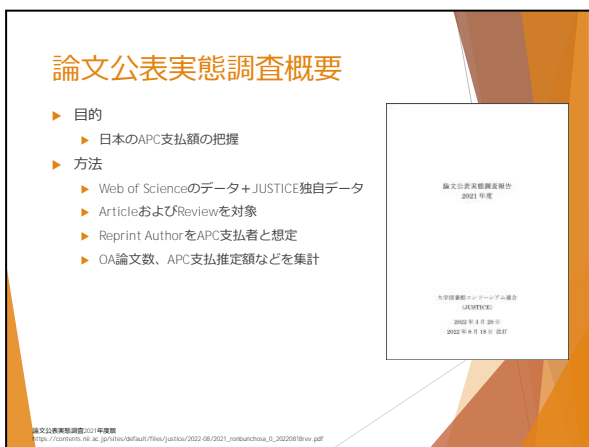 論文公表実態調査概要
▶ 目的
▶ 日本のAPC支払額の把握
▶ 方法
▶ Web of Scienceのデータ+JUSTICE独自データ
▶ ArticleおよびReviewを対象
▶ Reprint AuthorをAPC支払者と想定
▶ OA論文数、APC支払推定額などを集計
論文公表実態調査報告
2021 年度
大学図書館コンソーシアム連合
(JUSTICE)
2022 年 3 月 29 日
2022 年 8 月 18 日 改訂
論文公表実態調査2021年度版
https://contents.nii.ac.jp/sites/default/files/justice/2022-08/2021_ronbunchosa_0_20220818rev.pdf